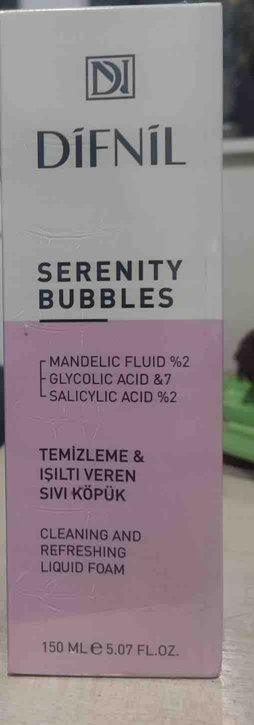 DN
DİFNİL
SERENITY
BUBBLES
MANDELIC FLUID %2
GLYCOLIC ACID &7
SALICYLIC ACID %2
TEMİZLEME &
IŞILTI VEREN
SIVI KÖPÜK
CLEANING AND
REFRESHING
LIQUID FOAM
150 ML ℮ 5.07 FL.OZ.